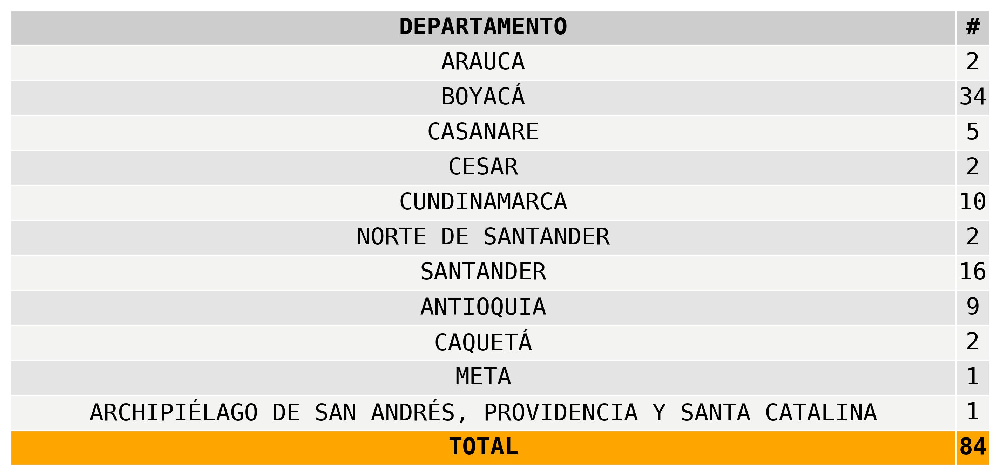 DEPARTAMENTO #
ARAUCA 2
BOYACÁ 34
CASANARE 5
CESAR 2
CUNDINAMARCA 10
NORTE DE SANTANDER 2
SANTANDER 16
ANTIOQUIA 9
CAQUETÁ 2
META 1
ARCHIPIÉLAGO DE SAN ANDRÉS, PROVIDENCIA Y SANTA CATALINA 1
TOTAL 84